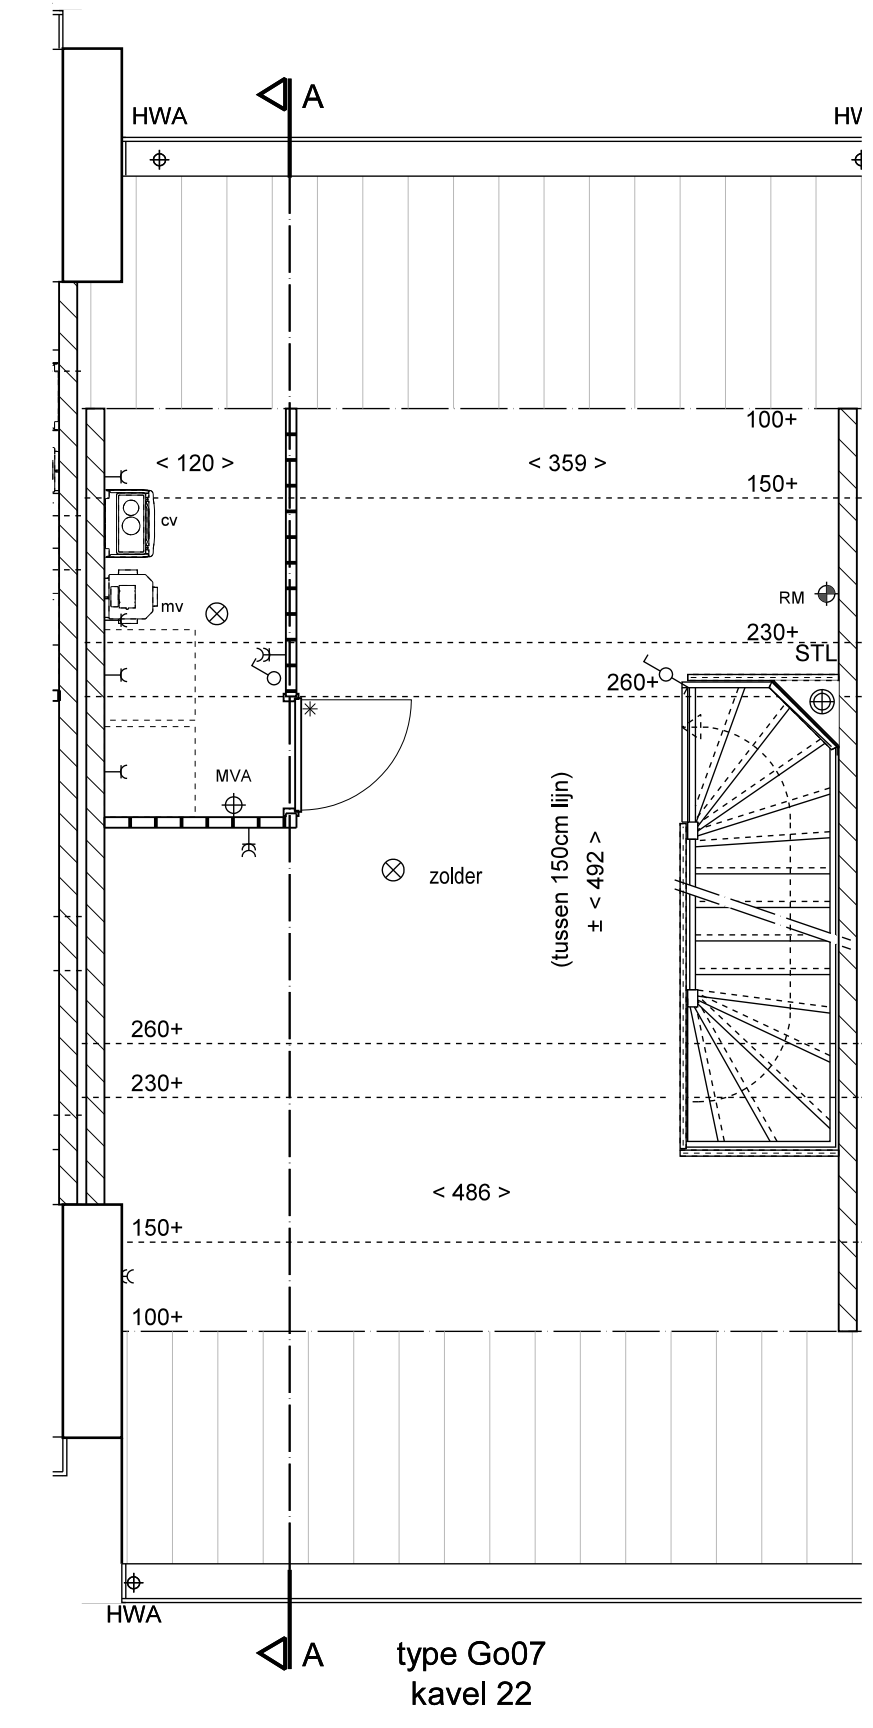 A
HWA
HW
100+
< 120 >
< 359 >
150+
cv
RM
mv
230+
STL
260+
MVA
(tussen 150cm lijn)
± < 492 >
zolder
260+
230+
< 486 >
150+
100+
HWA
A
type Go07
kavel 22